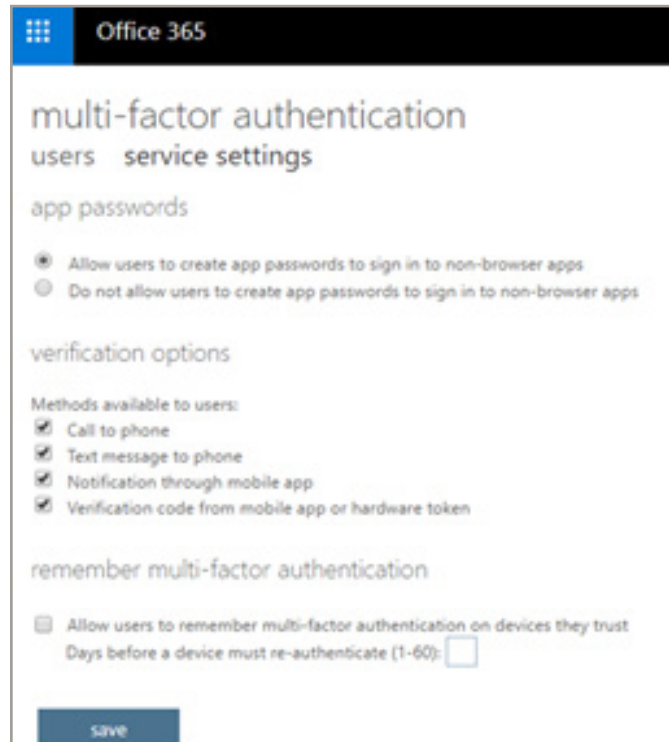 Office 365
multi-factor authentication
users service settings
app passwords
Allow users to create app passwords to sign in to non-browser apps
Do not allow users to create app passwords to sign in to non-browser apps
verification options
Methods available to users:
Call to phone
Text message to phone
Notification through mobile app
Verification code from mobile app or hardware token
remember multi-factor authentication
Allow users to remember multi-factor authentication on devices they trust
Days before a device must re-authenticate (1-60):
save